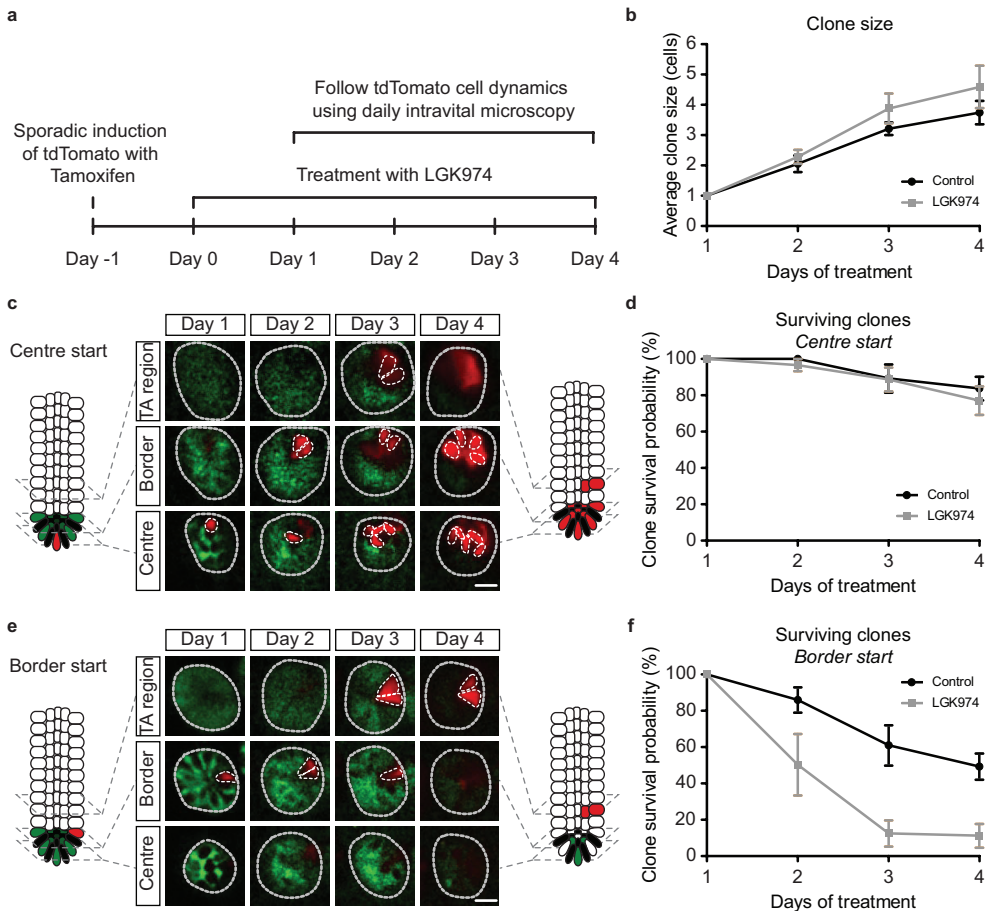 a
Sporadic induction
of tdTomato with
Tamoxifen
Follow tdTomato cell dynamics
using daily intravital microscopy
Treatment with LGK974
Day -1
Day 0
Day 1
Day 2
Day 3
Day 4
b
Clone size
Average clone size (cells)
6
5
4
3
2
1
0
Control
LGK974
1
2
3
4
Days of treatment
c
Centre start
Day 1
Day 2
Day 3
Day 4
TA region
Border
Centre
d
Surviving clones
Centre start
Clone survival probability (%)
100
80
60
40
20
0
Control
LGK974
1
2
3
4
Days of treatment
e
Border start
Day 1
Day 2
Day 3
Day 4
TA region
Border
Centre
f
Surviving clones
Border start
Clone survival probability (%)
100
80
60
40
20
0
Control
LGK974
1
2
3
4
Days of treatment